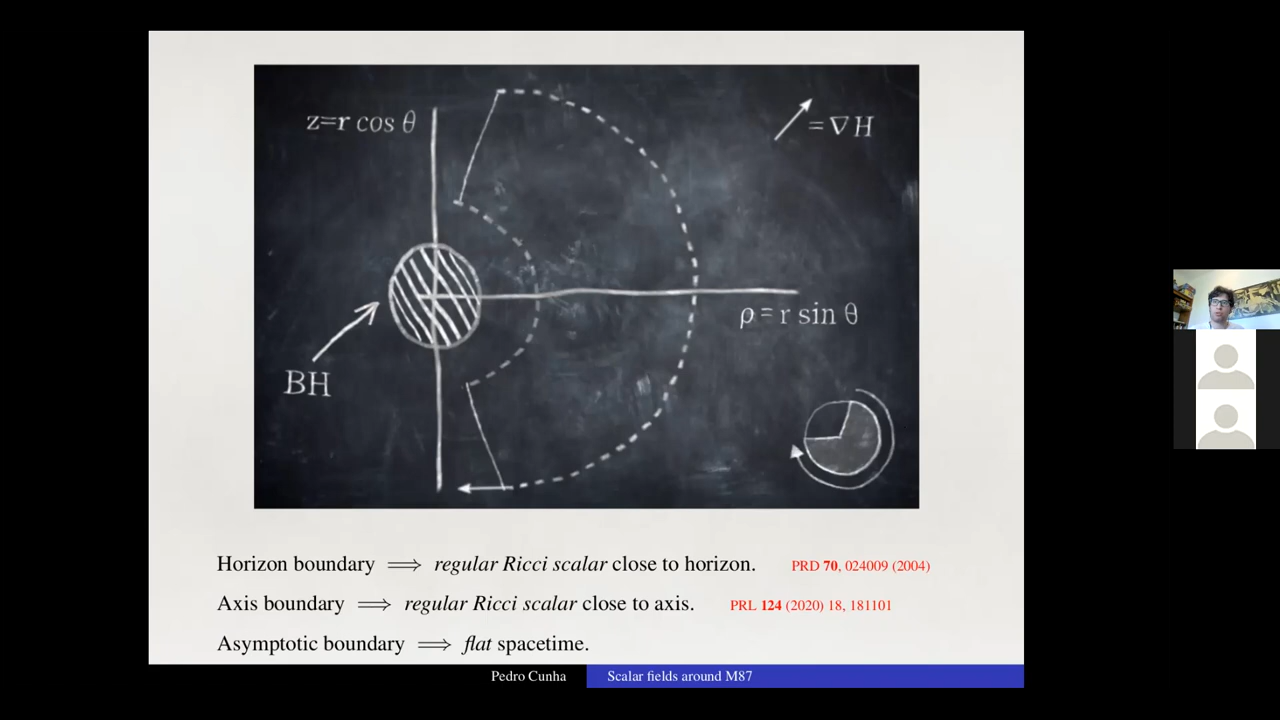 z=r cos θ
= ∇H
ρ = r sin θ
BH
Horizon boundary ⟹ regular Ricci scalar close to horizon. PRD 70, 024009 (2004)
Axis boundary ⟹ regular Ricci scalar close to axis. PRL 124 (2020) 18, 181101
Asymptotic boundary ⟹ flat spacetime.
Pedro Cunha Scalar fields around M87